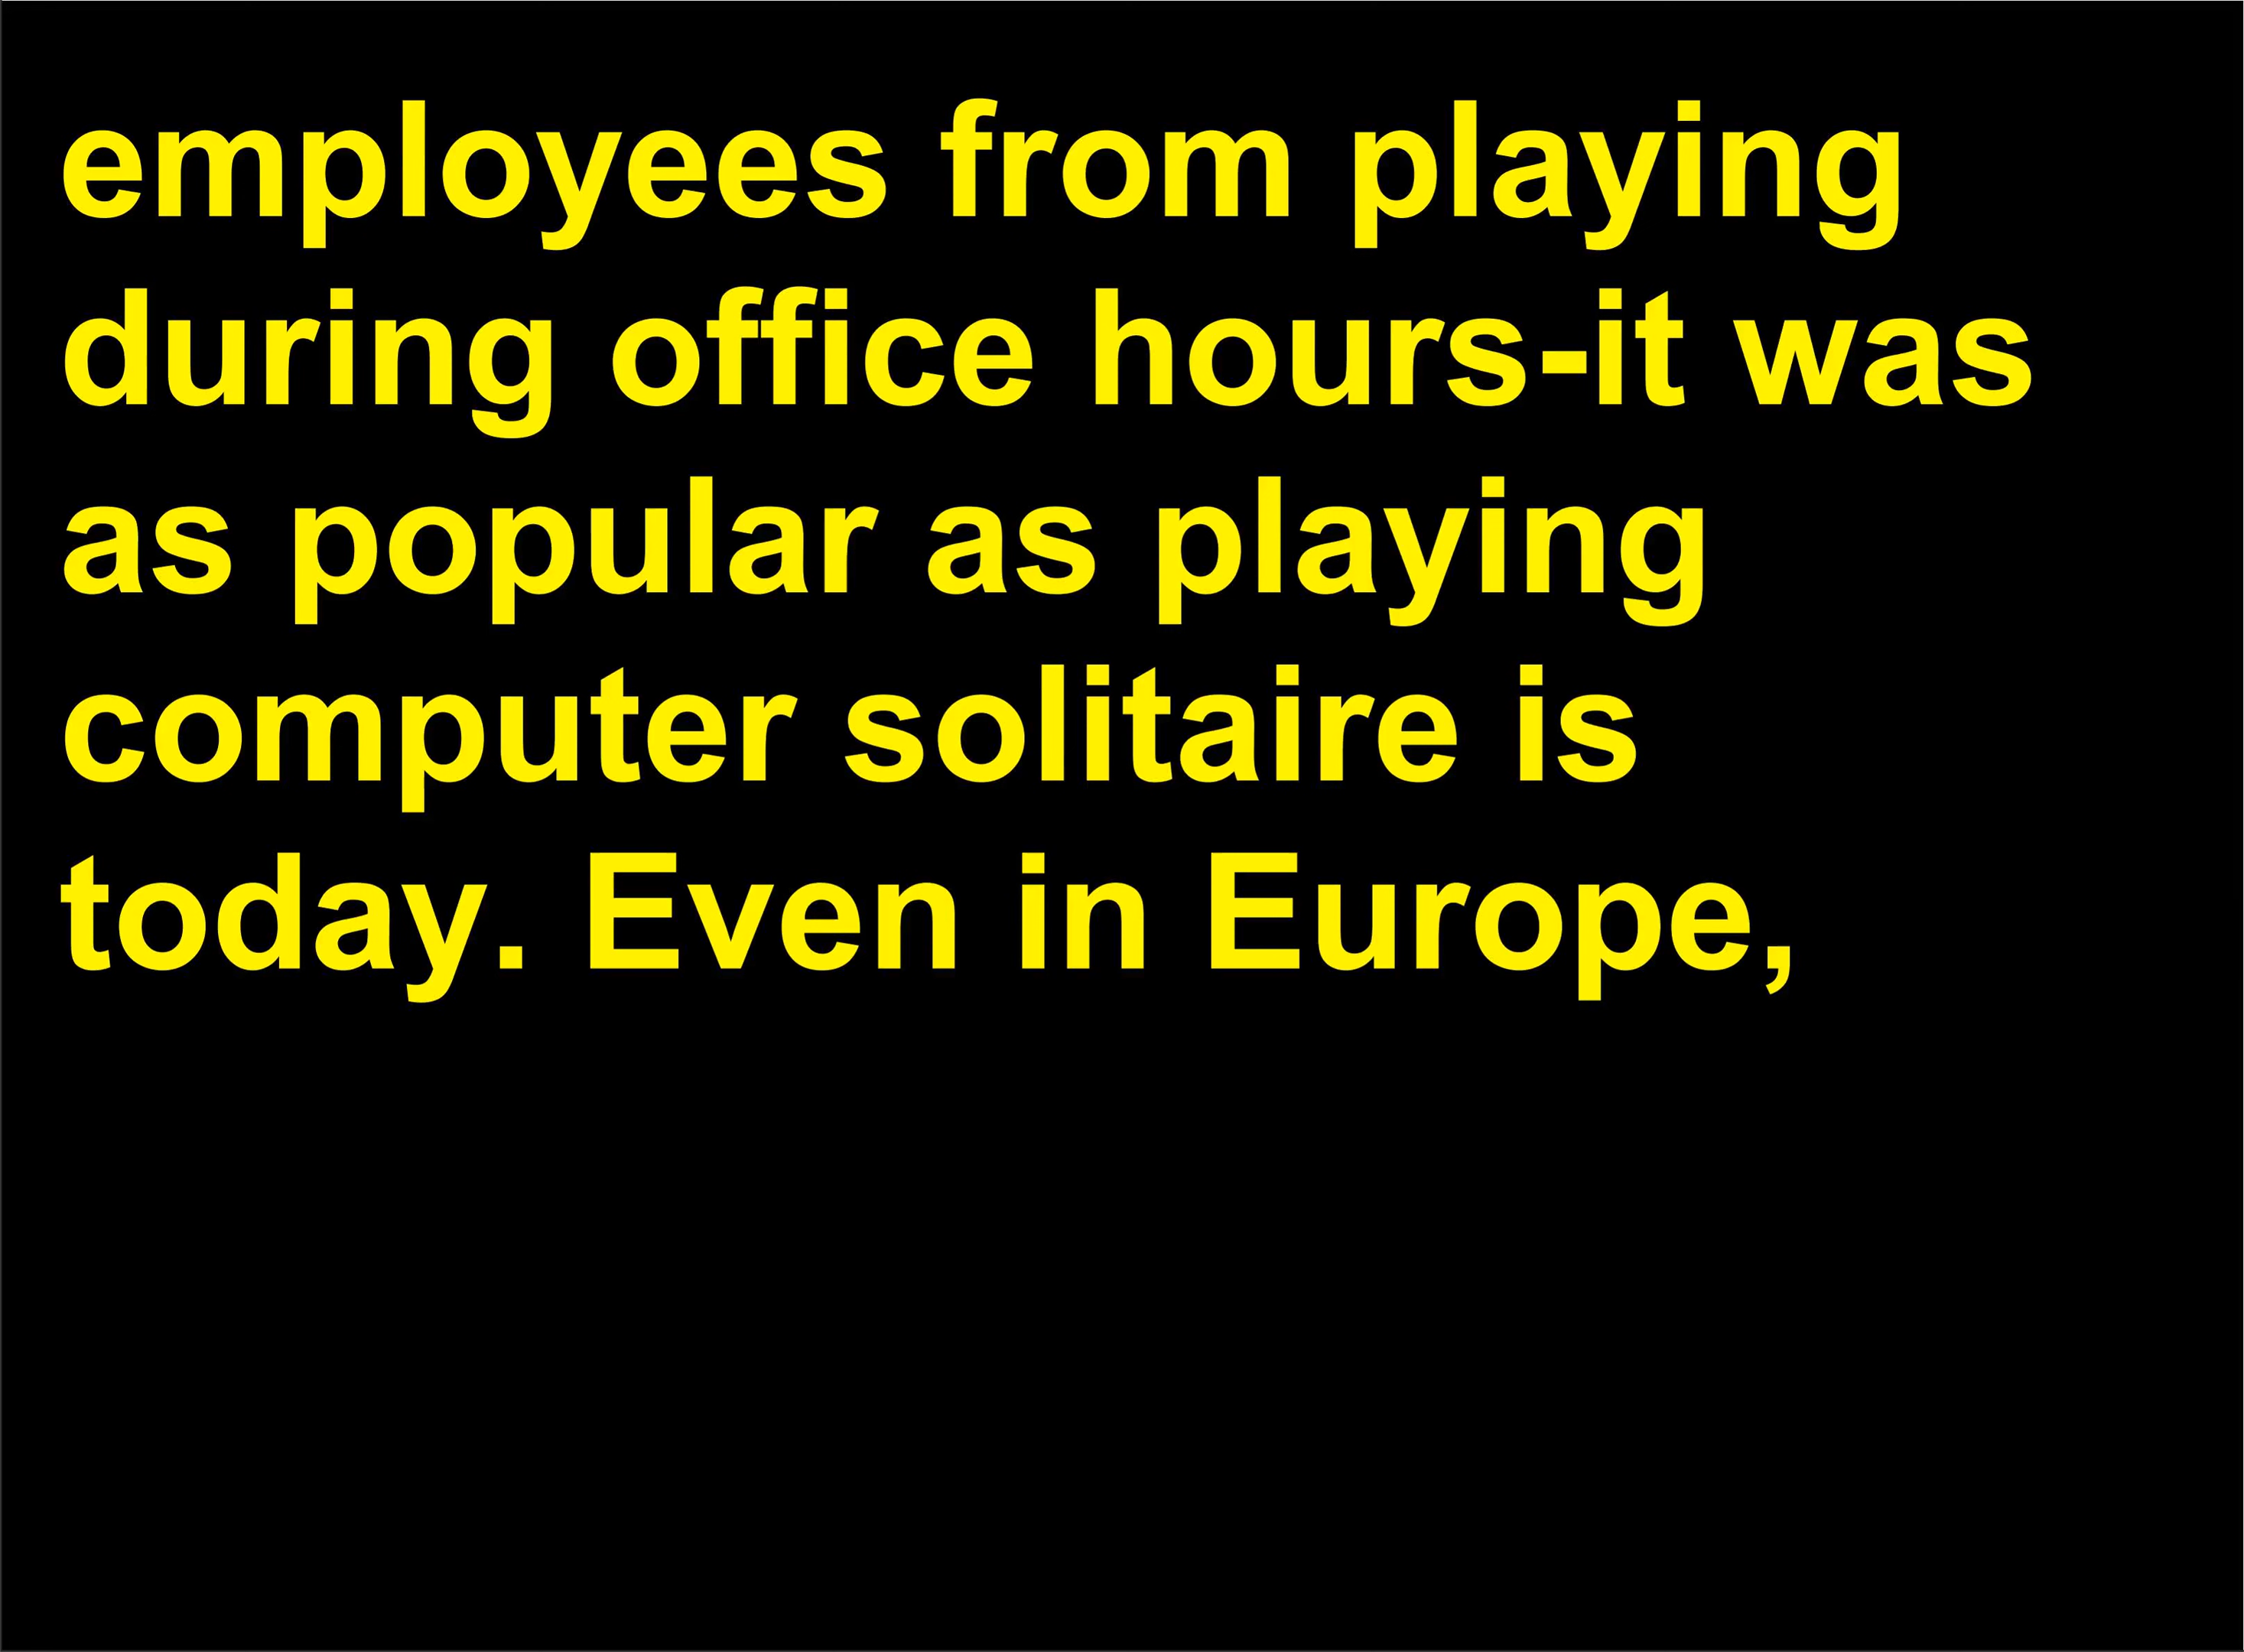 employees from playing
during office hours-it was
as popular as playing
computer solitaire is
today. Even in Europe,